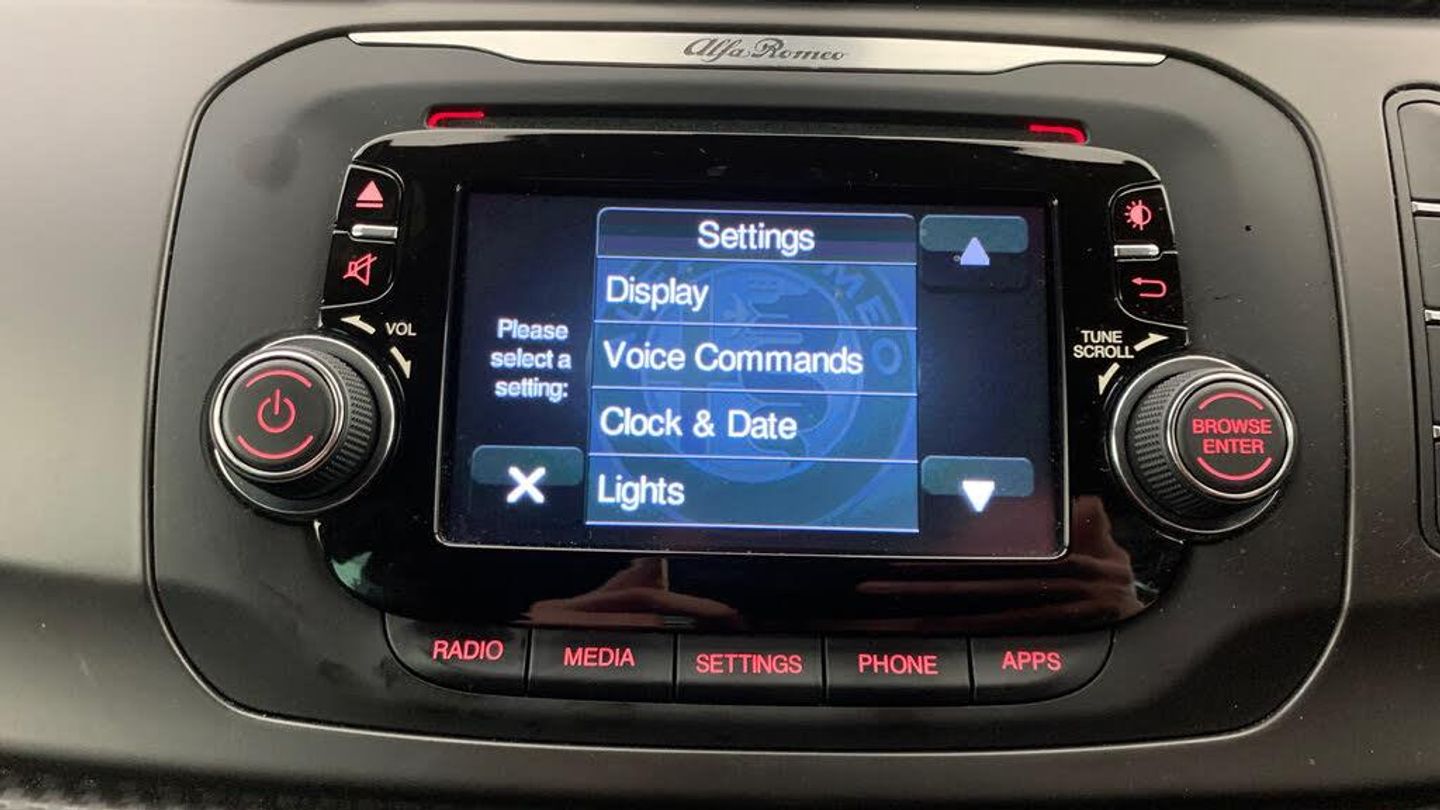 Alfa Romeo
Settings
Display
Voice Commands
Clock & Date
Lights
Please
select a
setting:
VOL
TUNE
SCROLL
BROWSE
ENTER
RADIO
MEDIA
SETTINGS
PHONE
APPS